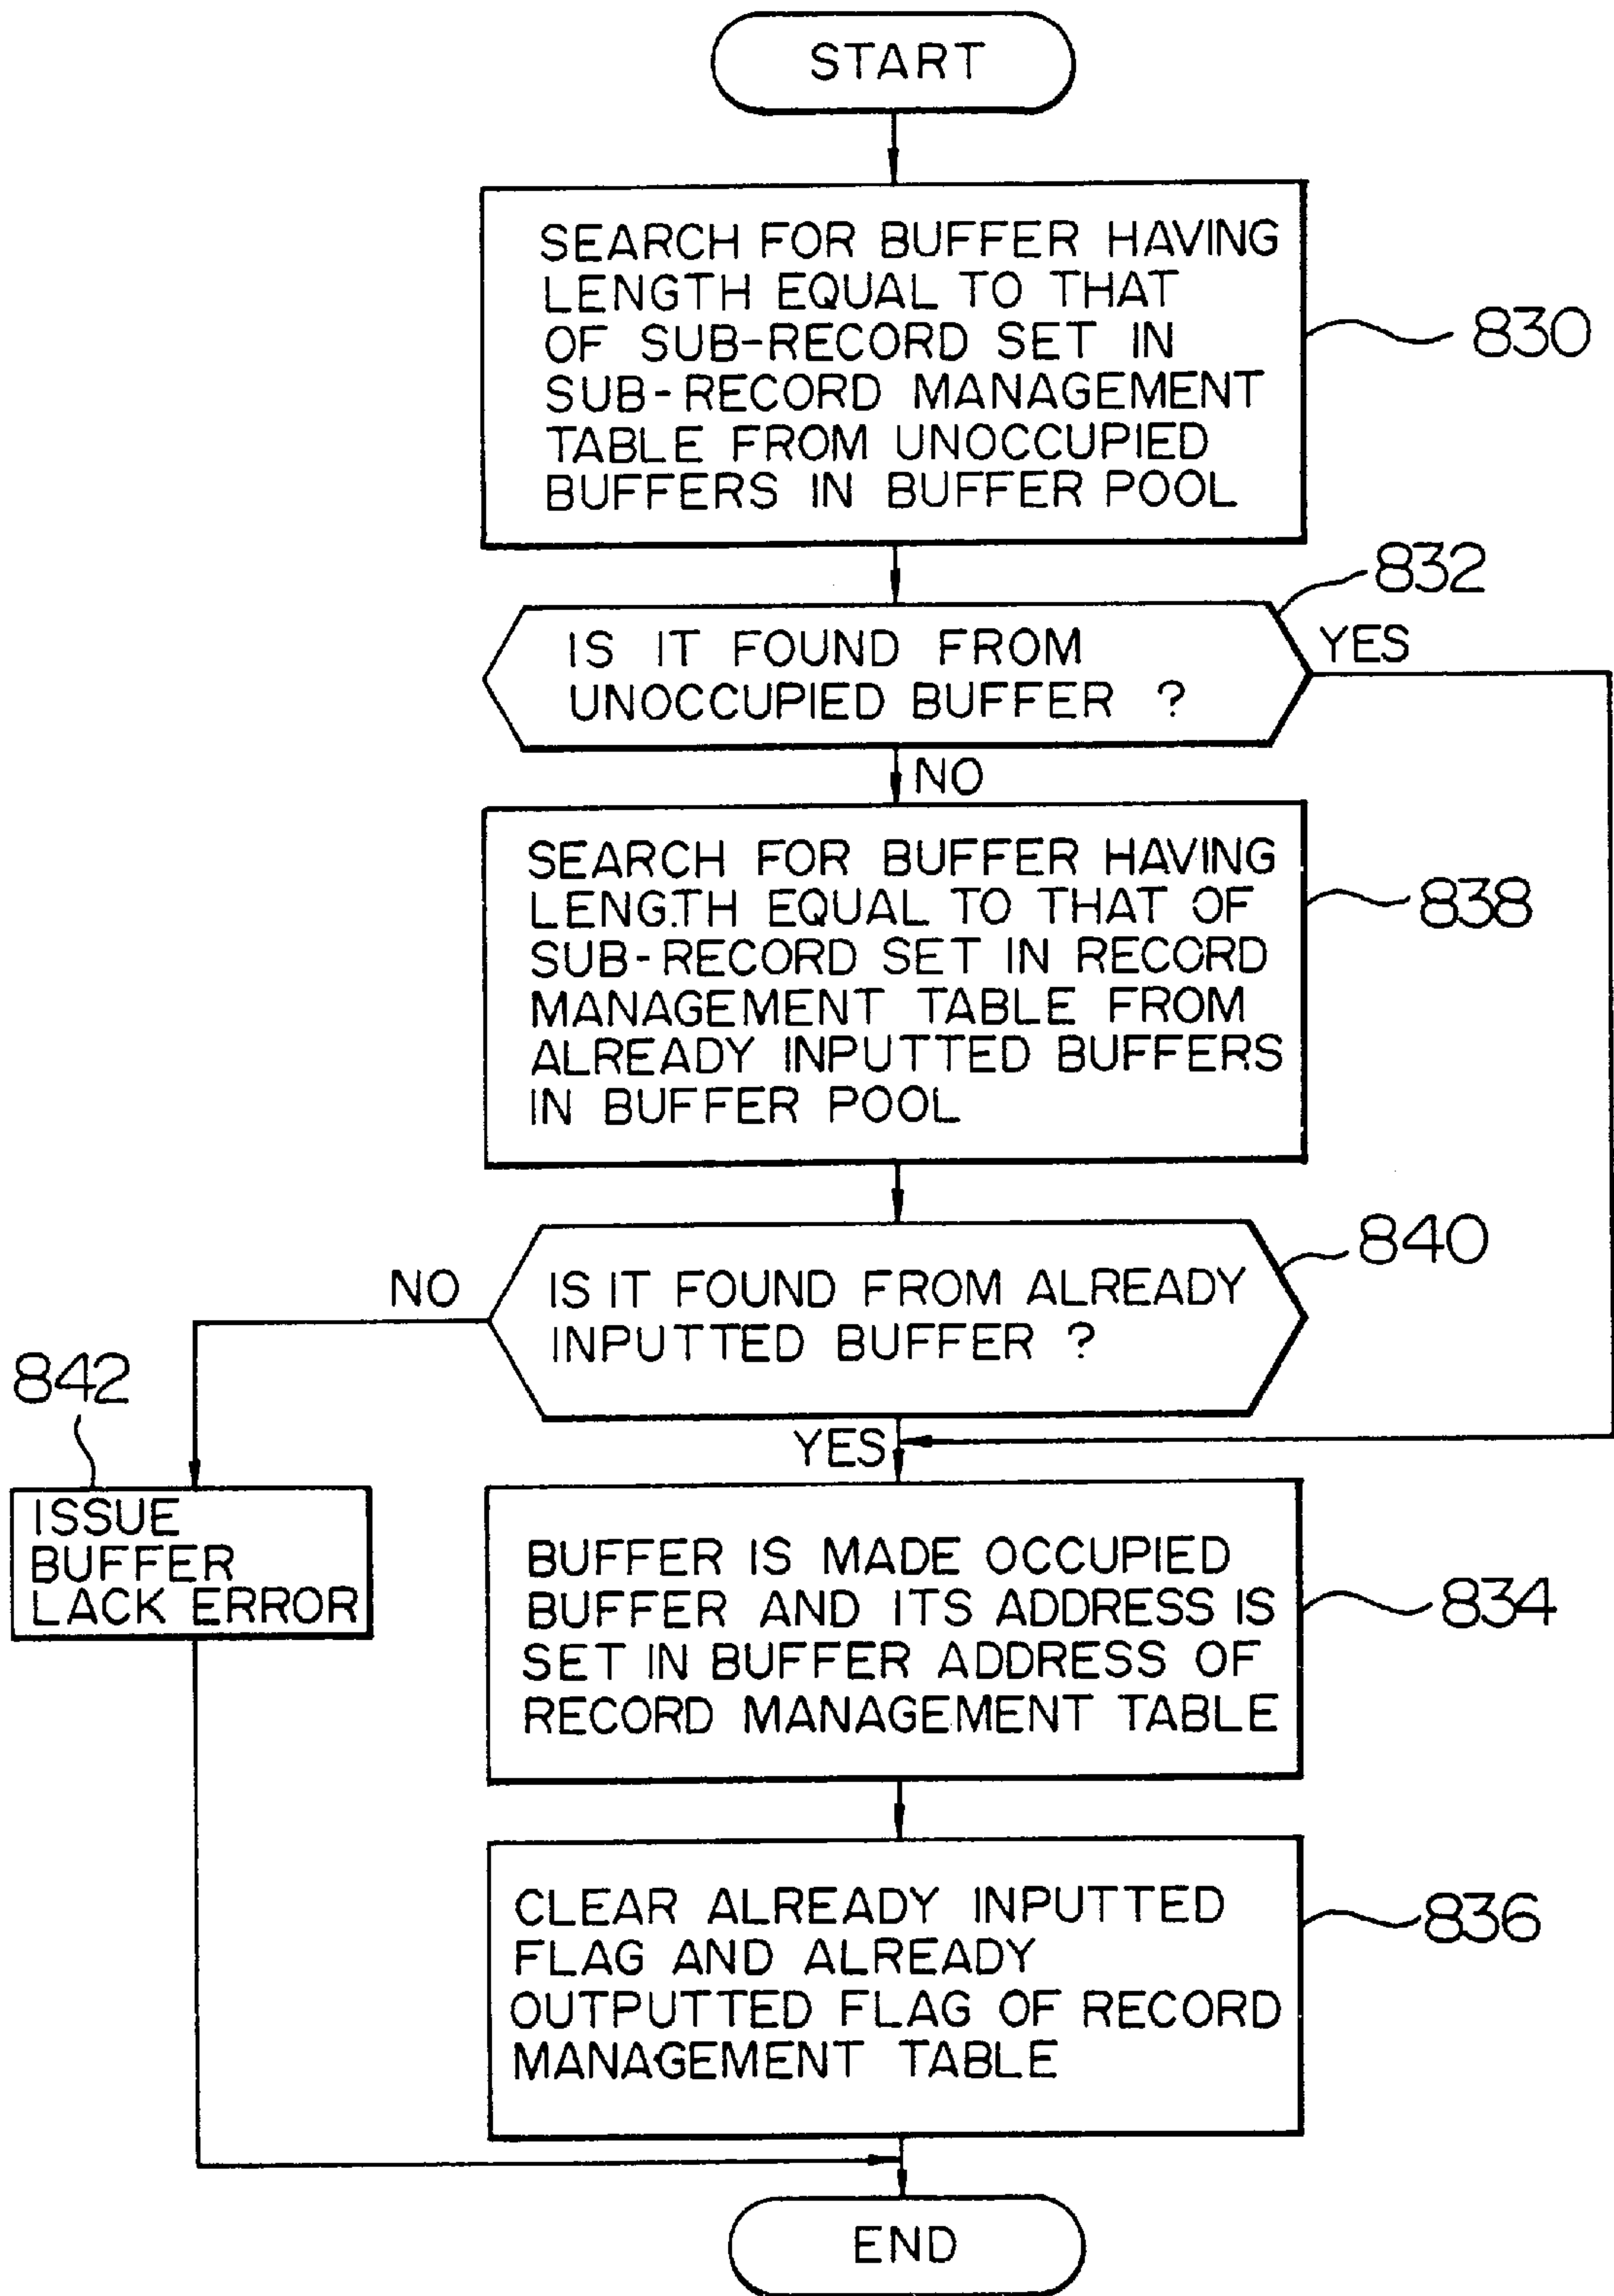 START
SEARCH FOR BUFFER HAVING
LENGTH EQUAL TO THAT
OF SUB-RECORD SET IN
SUB-RECORD MANAGEMENT
TABLE FROM UNOCCUPIED
BUFFERS IN BUFFER POOL
830
832
IS IT FOUND FROM
UNOCCUPIED BUFFER ?
YES
NO
SEARCH FOR BUFFER HAVING
LENGTH EQUAL TO THAT OF
SUB-RECORD SET IN RECORD
MANAGEMENT TABLE FROM
ALREADY INPUTTED BUFFERS
IN BUFFER POOL
838
840
NO
IS IT FOUND FROM ALREADY
INPUTTED BUFFER ?
YES
842
ISSUE
BUFFER
LACK ERROR
BUFFER IS MADE OCCUPIED
BUFFER AND ITS ADDRESS IS
SET IN BUFFER ADDRESS OF
RECORD MANAGEMENT TABLE
834
CLEAR ALREADY INPUTTED
FLAG AND ALREADY
OUTPUTTED FLAG OF RECORD
MANAGEMENT TABLE
836
END